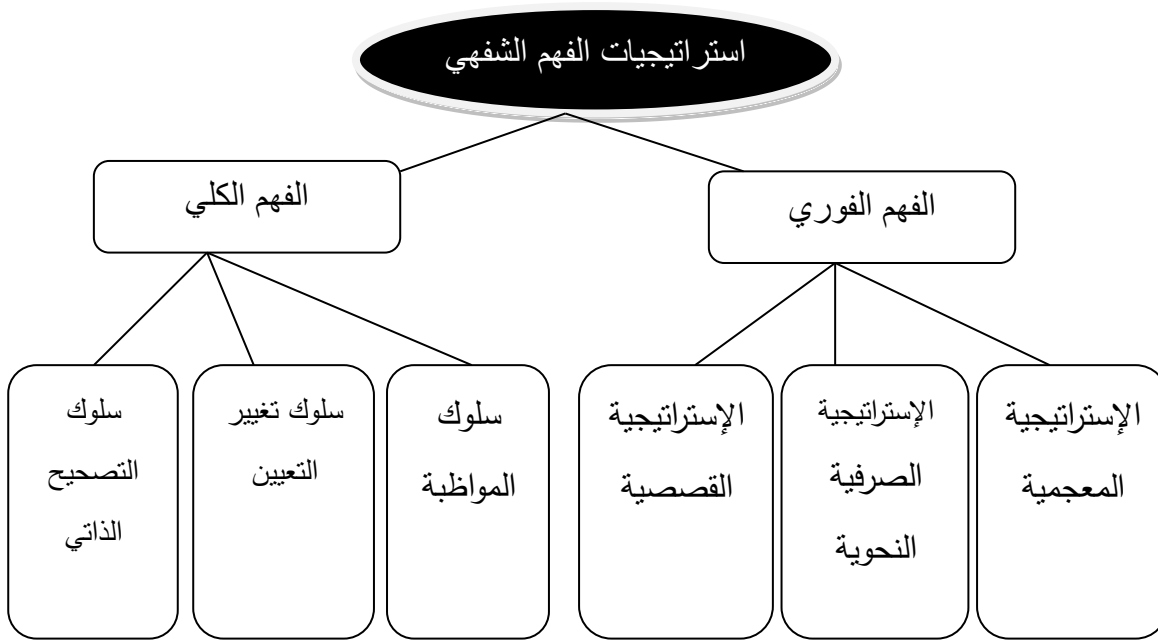 استراتيجيات الفهم الشفهي
الفهم الفوري
الفهم الكلي
الإستراتيجية
المعجمية
الإستراتيجية
الصرفية
النحوية
الإستراتيجية
القصصية
سلوك
المواظبة
سلوك تغيير
التعيين
سلوك
التصحيح
الذاتي